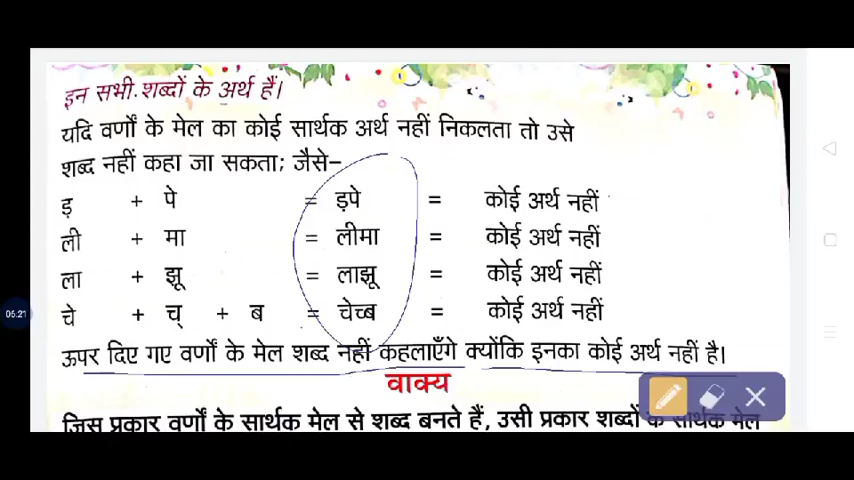 इन सभी शब्दों के अर्थ हैं।
यदि वर्णों के मेल का कोई सार्थक अर्थ नहीं निकलता तो उसे
शब्द नहीं कहा जा सकता; जैसे–
ड़ + पे = ड़पे = कोई अर्थ नहीं
ली + मा = लीमा = कोई अर्थ नहीं
ला + झू = लाझू = कोई अर्थ नहीं
चे + च् + ब = चेच्ब = कोई अर्थ नहीं
ऊपर दिए गए वर्णों के मेल शब्द नहीं कहलाएँगे क्योंकि इनका कोई अर्थ नहीं है।
वाक्य
जिस प्रकार वर्णों के सार्थक मेल से शब्द बनते हैं, उसी प्रकार शब्दों के सार्थक मेल
05:21